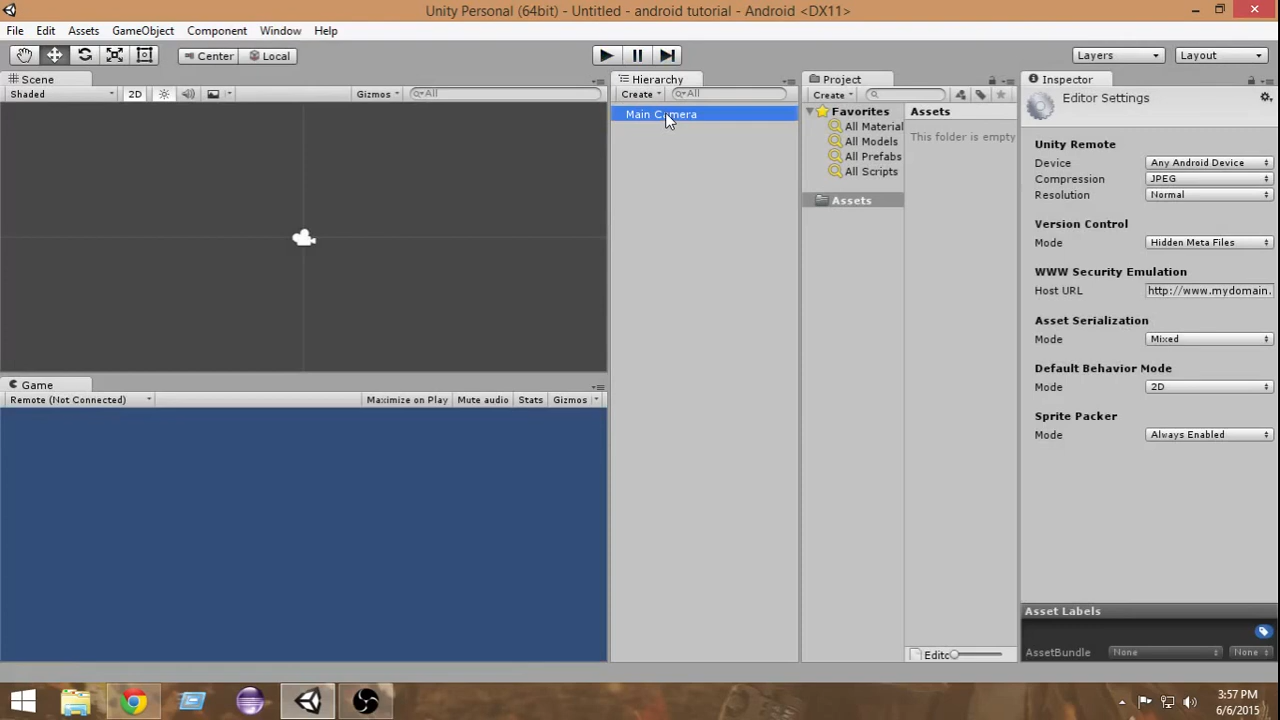 Unity Personal (64bit) - Untitled - android tutorial - Android <DX11>
File Edit Assets GameObject Component Window Help
Center Local Layers Layout
Scene
Shaded 2D Gizmos All
Game
Remote (Not Connected) Maximize on Play Mute audio Stats Gizmos
Hierarchy
Create All
Main Camera
Project
Create
Favorites
All Material
All Models
All Prefabs
All Scripts
Assets
Assets
This folder is empty
Editc
Inspector
Editor Settings
Unity Remote
Device Any Android Device
Compression JPEG
Resolution Normal
Version Control
Mode Hidden Meta Files
WWW Security Emulation
Host URL http://www.mydomain.
Asset Serialization
Mode Mixed
Default Behavior Mode
Mode 2D
Sprite Packer
Mode Always Enabled
Asset Labels
AssetBundle None None
3:57 PM
6/6/2015